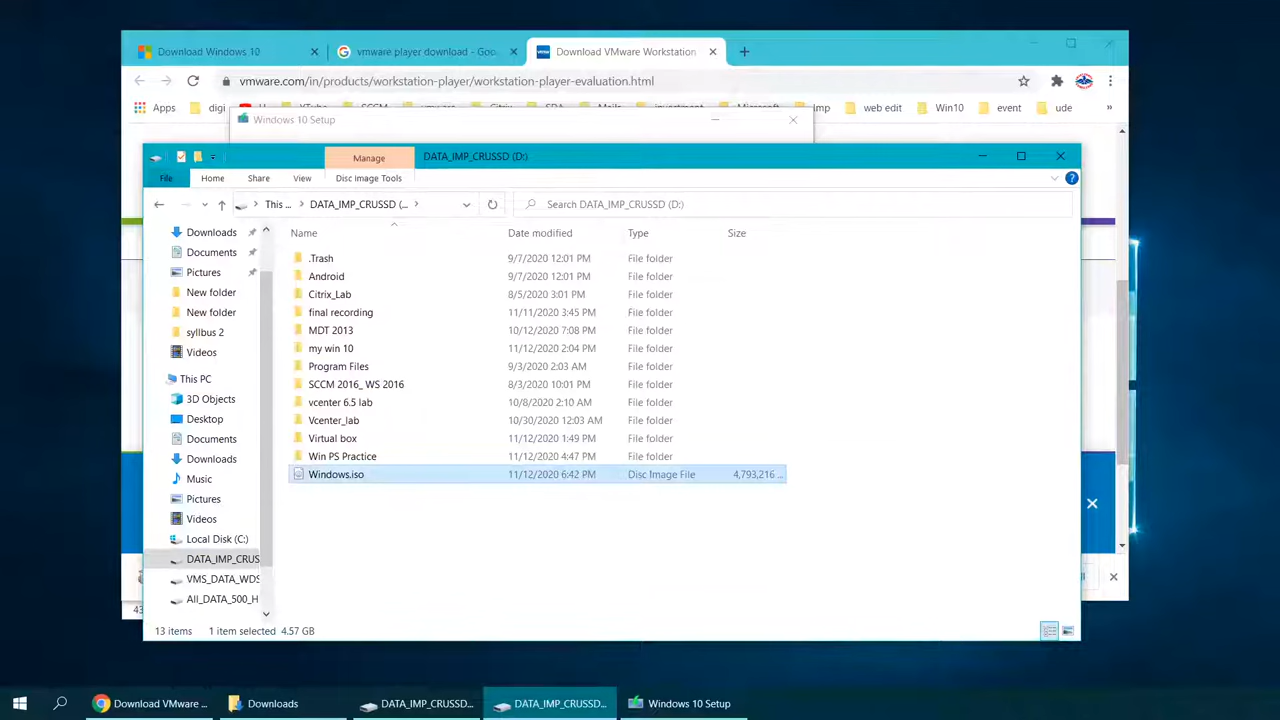 Download Windows 10
vmware player download - Goo
Download VMware Workstation
vmware.com/in/products/workstation-player/workstation-player-evaluation.html
Apps
digi
YTube
SCCM
vmware
Citrix
Mails
investment
Microsoft
imp
web edit
Win10
event
ude
»
Windows 10 Setup
Manage
DATA_IMP_CRUSSD (D:)
File
Home
Share
View
Disc Image Tools
This ...
DATA_IMP_CRUSSD (...
Search DATA_IMP_CRUSSD (D:)
Name
Date modified
Type
Size
Downloads
Documents
Pictures
New folder
New folder
syllbus 2
Videos
This PC
3D Objects
Desktop
Documents
Downloads
Music
Pictures
Videos
Local Disk (C:)
DATA_IMP_CRUS
VMS_DATA_WDS
All_DATA_500_H
.Trash 9/7/2020 12:01 PM File folder
Android 9/7/2020 12:01 PM File folder
Citrix_Lab 8/5/2020 3:01 PM File folder
final recording 11/11/2020 3:45 PM File folder
MDT 2013 10/12/2020 7:08 PM File folder
my win 10 11/12/2020 2:04 PM File folder
Program Files 9/3/2020 2:03 AM File folder
SCCM 2016_ WS 2016 8/3/2020 10:01 PM File folder
vcenter 6.5 lab 10/8/2020 2:10 AM File folder
Vcenter_lab 10/30/2020 12:03 AM File folder
Virtual box 11/12/2020 1:49 PM File folder
Win PS Practice 11/12/2020 4:47 PM File folder
Windows.iso 11/12/2020 6:42 PM Disc Image File 4,793,216 ...
13 items 1 item selected 4.57 GB
43
Download VMware ...
Downloads
DATA_IMP_CRUSSD...
DATA_IMP_CRUSSD...
Windows 10 Setup